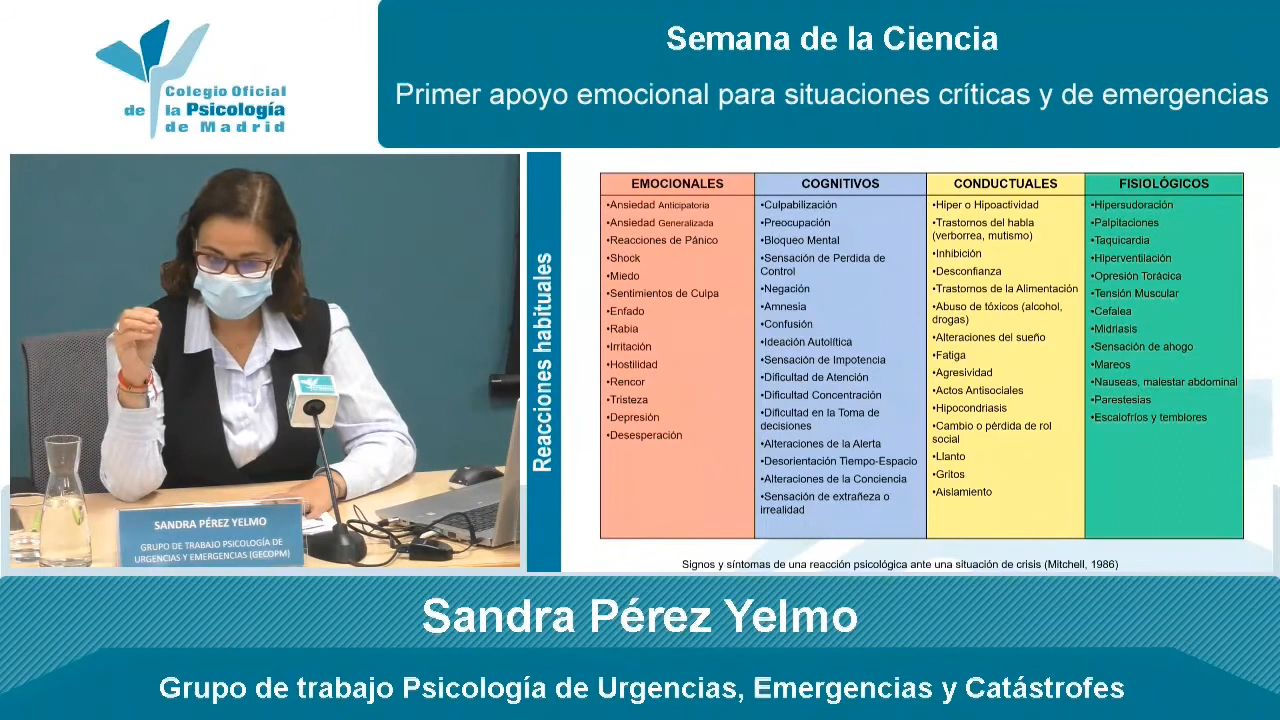 Colegio Oficial
de la Psicología
de Madrid
Semana de la Ciencia
Primer apoyo emocional para situaciones críticas y de emergencias
SANDRA PÉREZ YELMO
GRUPO DE TRABAJO PSICOLOGÍA DE
URGENCIAS Y EMERGENCIAS (GECOPM)
Reacciones habituales
EMOCIONALES
•Ansiedad Anticipatoria
•Ansiedad Generalizada
•Reacciones de Pánico
•Shock
•Miedo
•Sentimientos de Culpa
•Enfado
•Rabia
•Irritación
•Hostilidad
•Rencor
•Tristeza
•Depresión
•Desesperación
COGNITIVOS
•Culpabilización
•Preocupación
•Bloqueo Mental
•Sensación de Perdida de
Control
•Negación
•Amnesia
•Confusión
•Ideación Autolítica
•Sensación de Impotencia
•Dificultad de Atención
•Dificultad Concentración
•Dificultad en la Toma de
decisiones
•Alteraciones de la Alerta
•Desorientación Tiempo-Espacio
•Alteraciones de la Conciencia
•Sensación de extrañeza o
irrealidad
CONDUCTUALES
•Hiper o Hipoactividad
•Trastornos del habla
(verborrea, mutismo)
•Inhibición
•Desconfianza
•Trastornos de la Alimentación
•Abuso de tóxicos (alcohol,
drogas)
•Alteraciones del sueño
•Fatiga
•Agresividad
•Actos Antisociales
•Hipocondriasis
•Cambio o pérdida de rol
social
•Llanto
•Gritos
•Aislamiento
FISIOLÓGICOS
•Hipersudoración
•Palpitaciones
•Taquicardia
•Hiperventilación
•Opresión Torácica
•Tensión Muscular
•Cefalea
•Midriasis
•Sensación de ahogo
•Mareos
•Nauseas, malestar abdominal
•Parestesias
•Escalofríos y temblores
Signos y síntomas de una reacción psicológica ante una situación de crisis (Mitchell, 1986)
Sandra Pérez Yelmo
Grupo de trabajo Psicología de Urgencias, Emergencias y Catástrofes